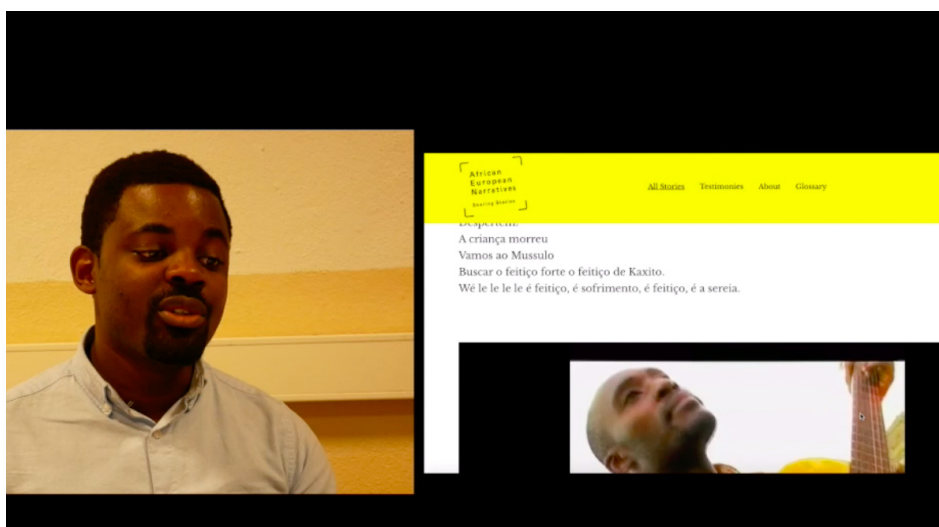 African
European
Narratives
Sharing Stories
All Stories Testimonies About Glossary
Despertem!
A criança morreu
Vamos ao Mussulo
Buscar o feitiço forte o feitiço de Kaxito.
Wé le le le le é feitiço, é sofrimento, é feitiço, é a sereia.